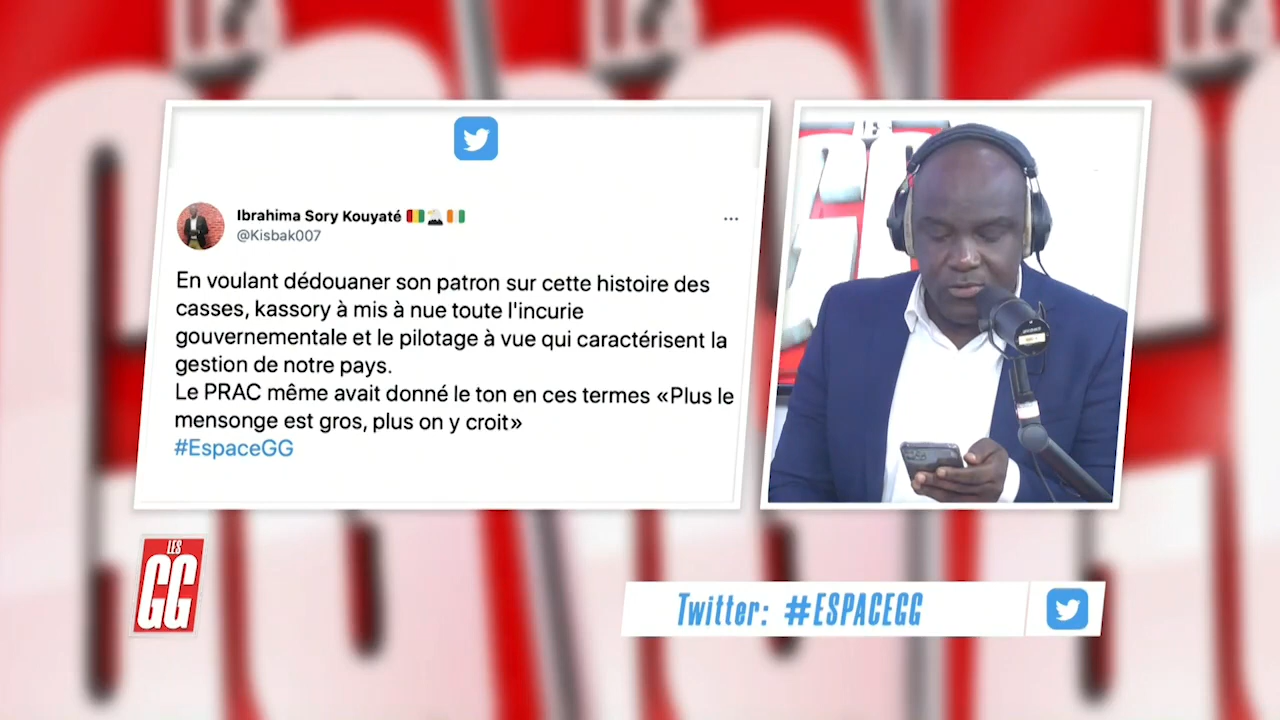 Ibrahima Sory Kouyaté
@Kisbak007
En voulant dédouaner son patron sur cette histoire des
casses, kassory à mis à nue toute l'incurie
gouvernementale et le pilotage à vue qui caractérisent la
gestion de notre pays.
Le PRAC même avait donné le ton en ces termes «Plus le
mensonge est gros, plus on y croit»
#EspaceGG
LES
GG
Twitter: #ESPACEGG